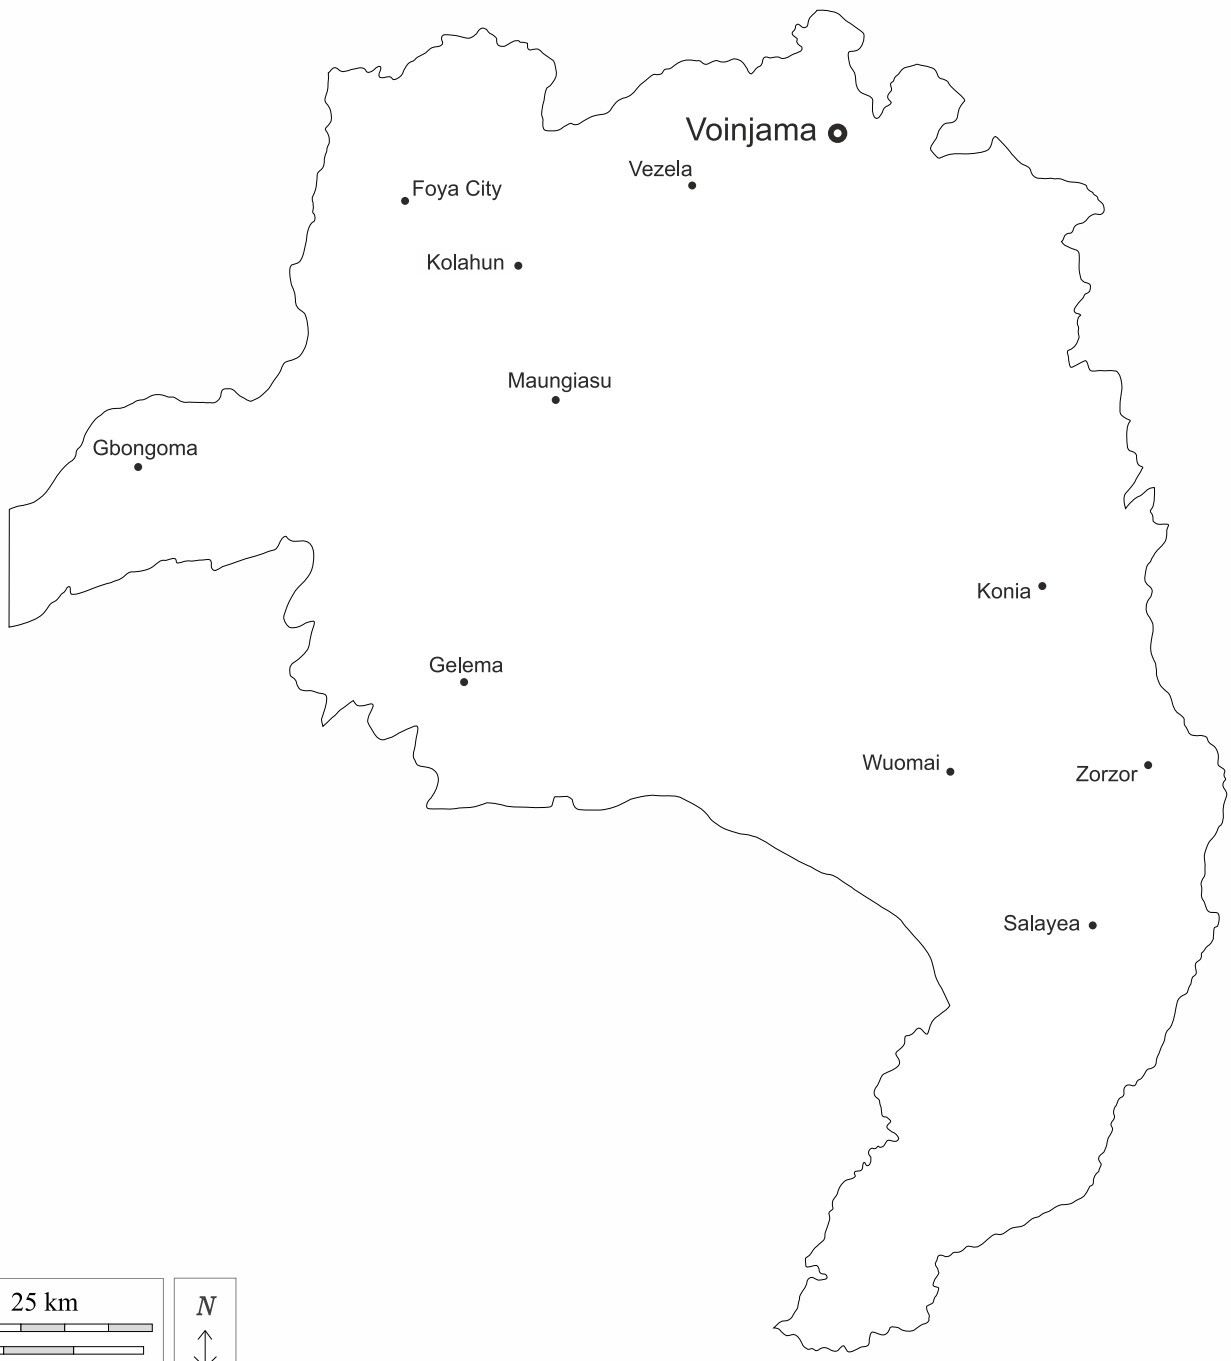 Voinjama
Vezela
Foya City
Kolahun
Maungiasu
Gbongoma
Konia
Gelema
Wuomai
Zorzor
Salayea
25 km
N